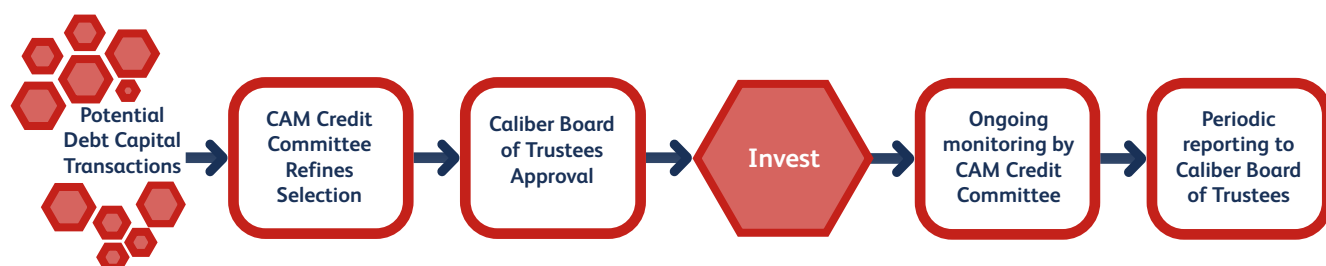 Potential
Debt Capital
Transactions
CAM Credit
Committee
Refines
Selection
Caliber Board
of Trustees
Approval
Invest
Ongoing
monitoring by
CAM Credit
Committee
Periodic
reporting to
Caliber Board
of Trustees